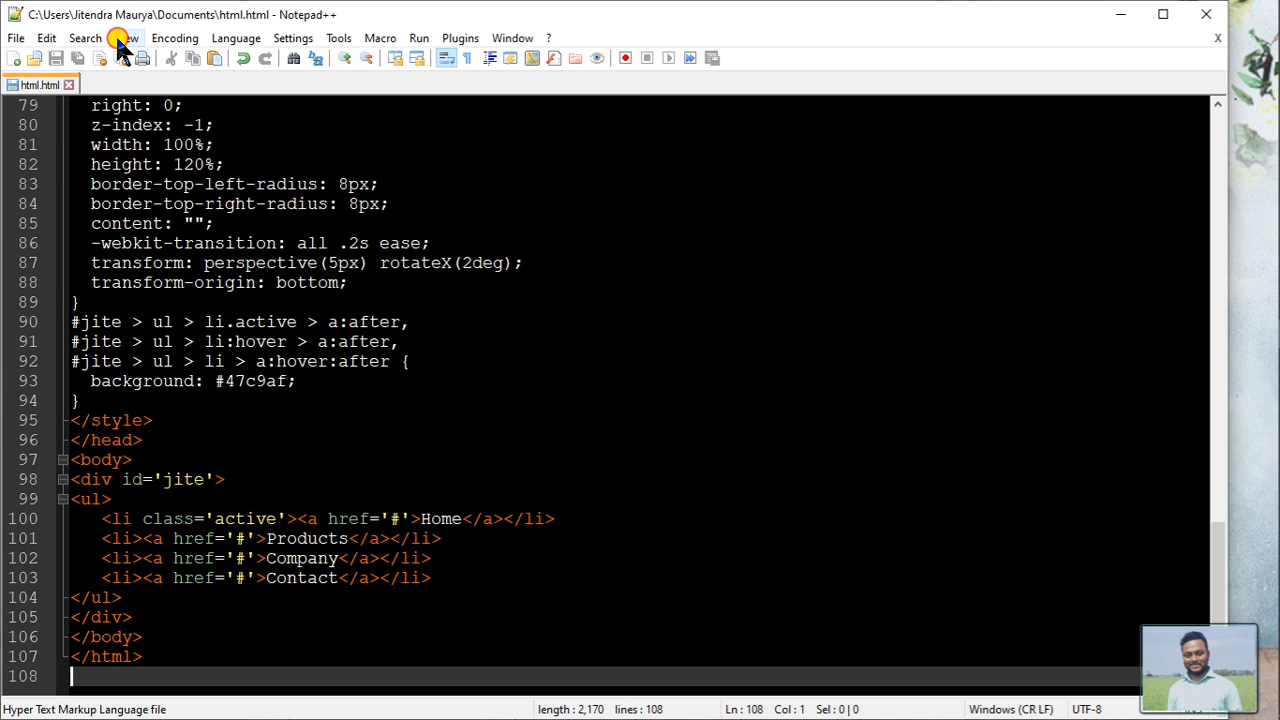 C:\Users\Jitendra Maurya\Documents\html.html - Notepad++
File Edit Search Encoding Language Settings Tools Macro Run Plugins Window ? X
html.html
79 right: 0;
80 z-index: -1;
81 width: 100%;
82 height: 120%;
83 border-top-left-radius: 8px;
84 border-top-right-radius: 8px;
85 content: "";
86 -webkit-transition: all .2s ease;
87 transform: perspective(5px) rotateX(2deg);
88 transform-origin: bottom;
89 }
90 #jite > ul > li.active > a:after,
91 #jite > ul > li:hover > a:after,
92 #jite > ul > li > a:hover:after {
93 background: #47c9af;
94 }
95 </style>
96 </head>
97 <body>
98 <div id='jite'>
99 <ul>
100 <li class='active'><a href='#'>Home</a></li>
101 <li><a href='#'>Products</a></li>
102 <li><a href='#'>Company</a></li>
103 <li><a href='#'>Contact</a></li>
104 </ul>
105 </div>
106 </body>
107 </html>
108
Hyper Text Markup Language file length : 2,170 lines : 108 Ln : 108 Col : 1 Sel : 0 | 0 Windows (CR LF) UTF-8